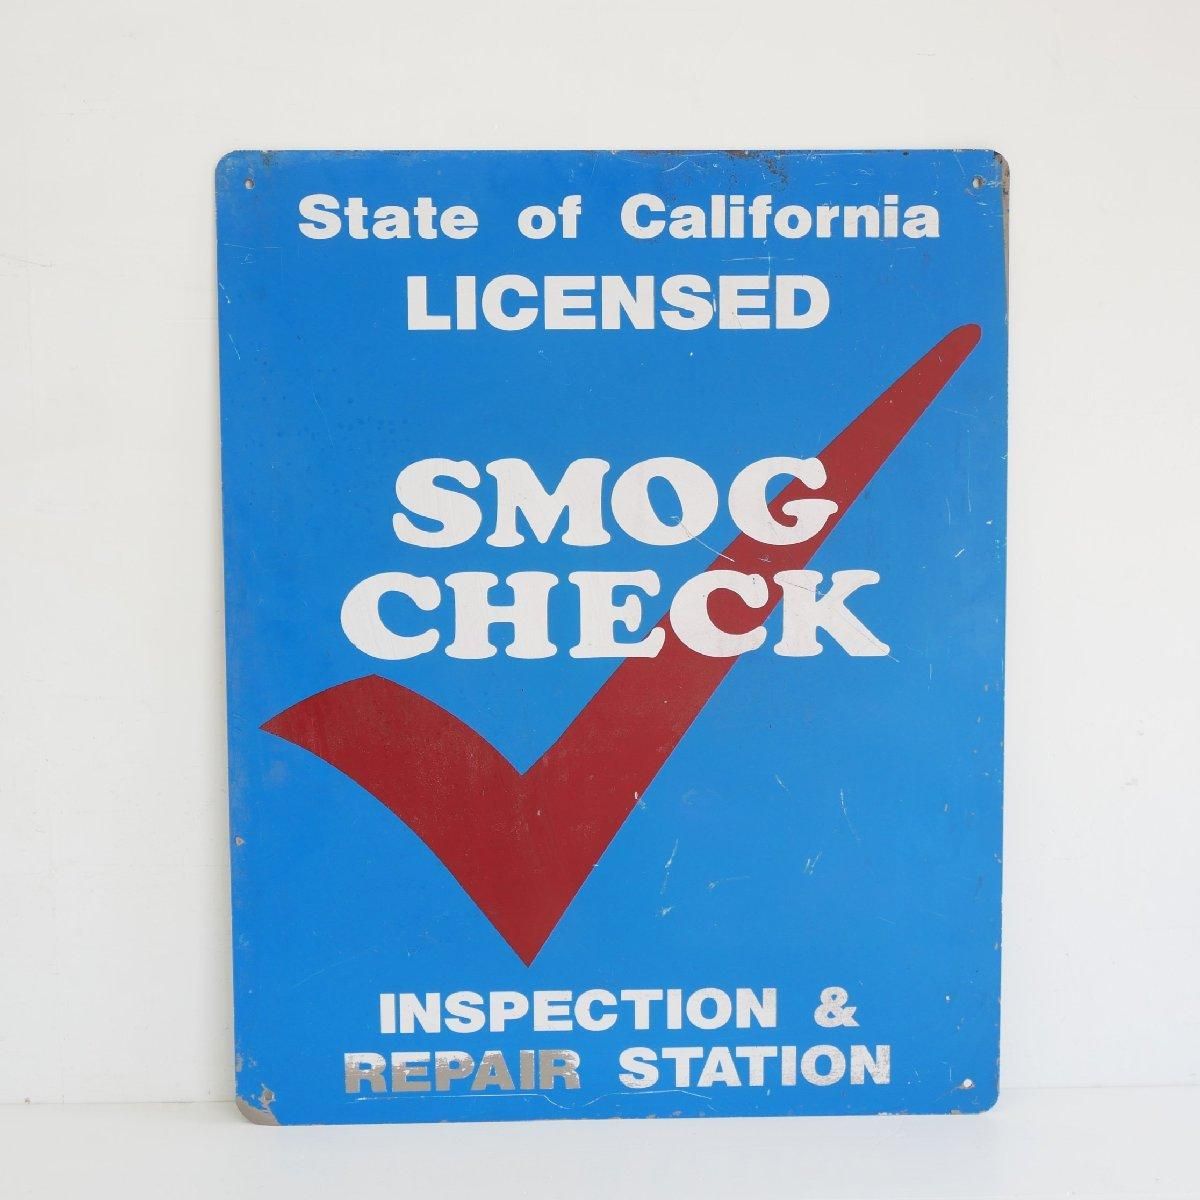 State of California
LICENSED
SMOG
CHECK
INSPECTION &
REPAIR STATION